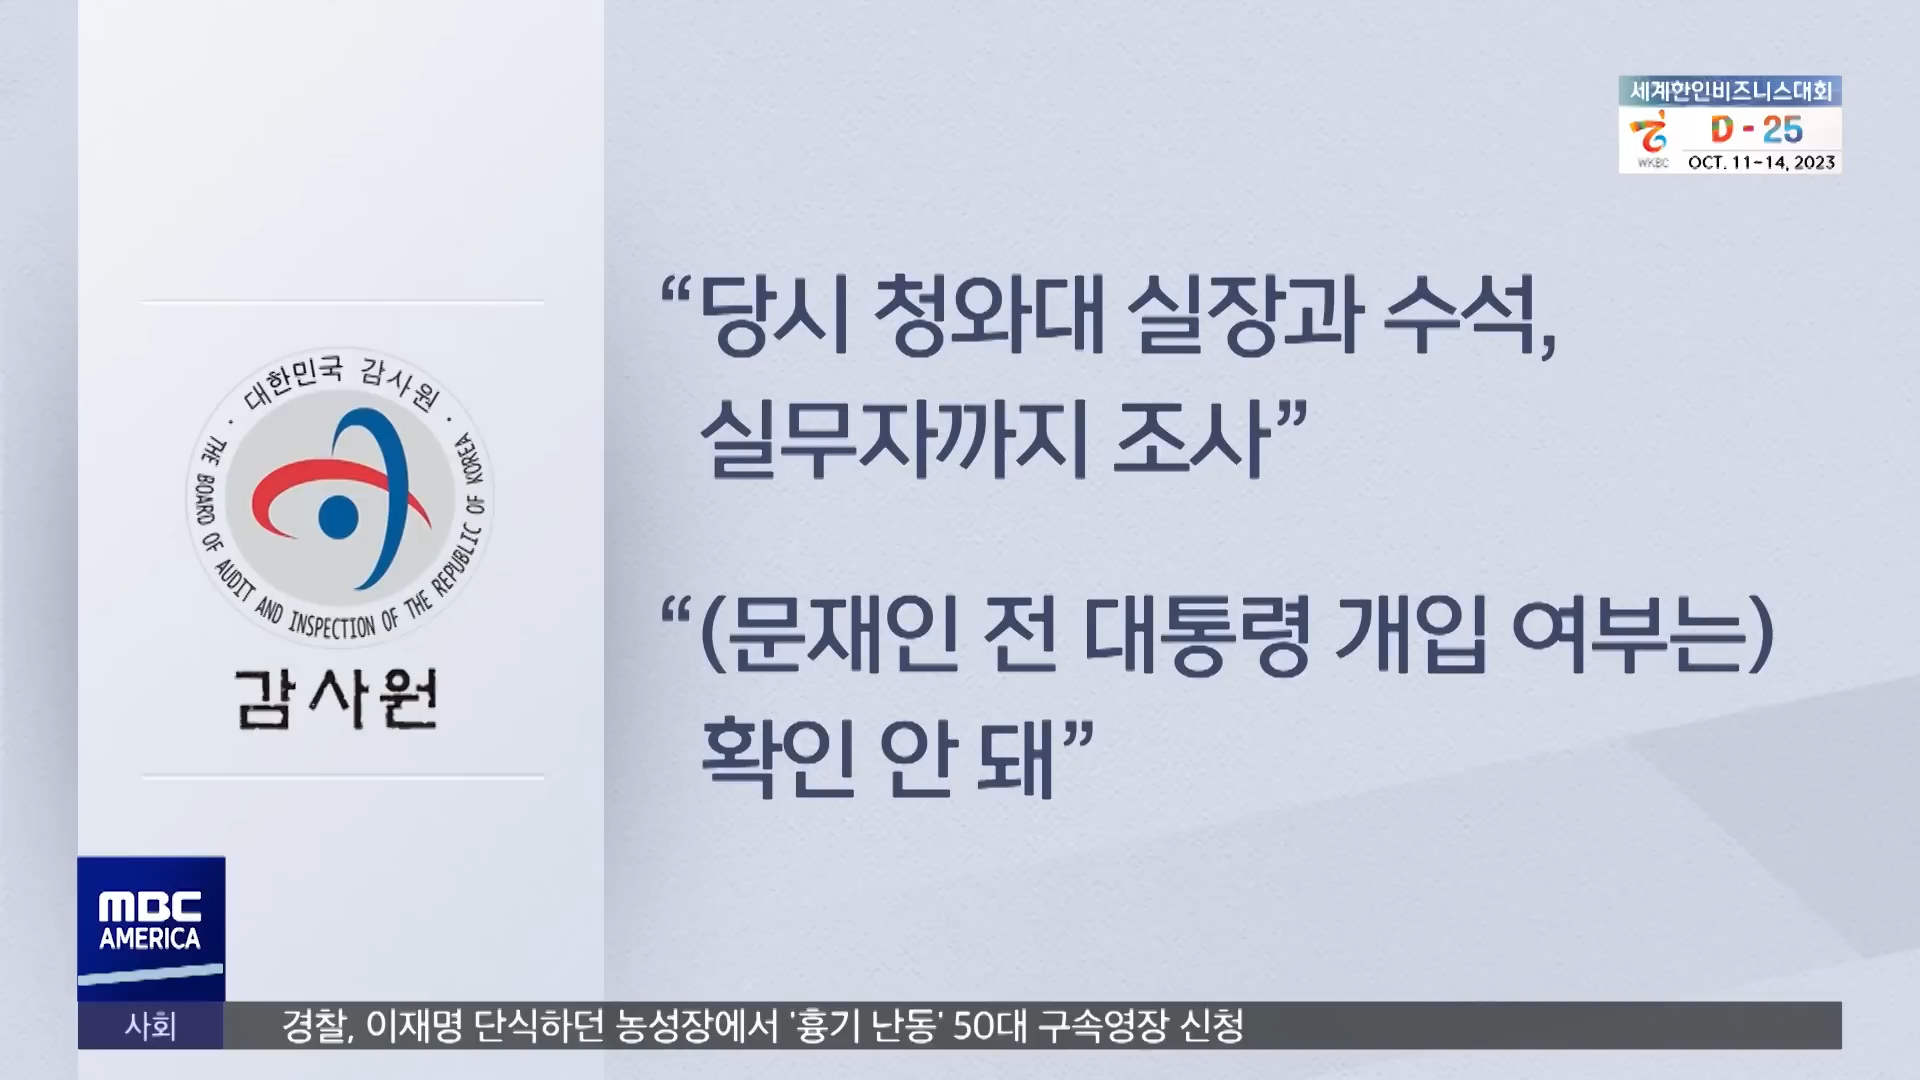 세계한인비즈니스대회
D - 25
WKBC
OCT. 11~14, 2023
“당시 청와대 실장과 수석,
실무자까지 조사”
“(문재인 전 대통령 개입 여부는)
확인 안 돼”
· 대한민국 감사원 ·
THE BOARD OF AUDIT AND INSPECTION OF THE REPUBLIC OF KOREA
감사원
MBC
AMERICA
사회
경찰, 이재명 단식하던 농성장에서 '흉기 난동' 50대 구속영장 신청